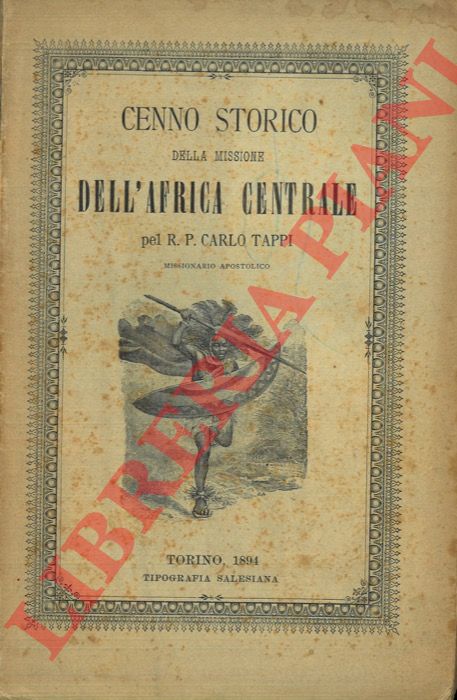 CENNO STORICO
DELLA MISSIONE
DELL'AFRICA CENTRALE
pel R. P. CARLO TAPPI
MISSIONARIO APOSTOLICO
TORINO, 1894
TIPOGRAFIA SALESIANA
LIBRERIA PIANI